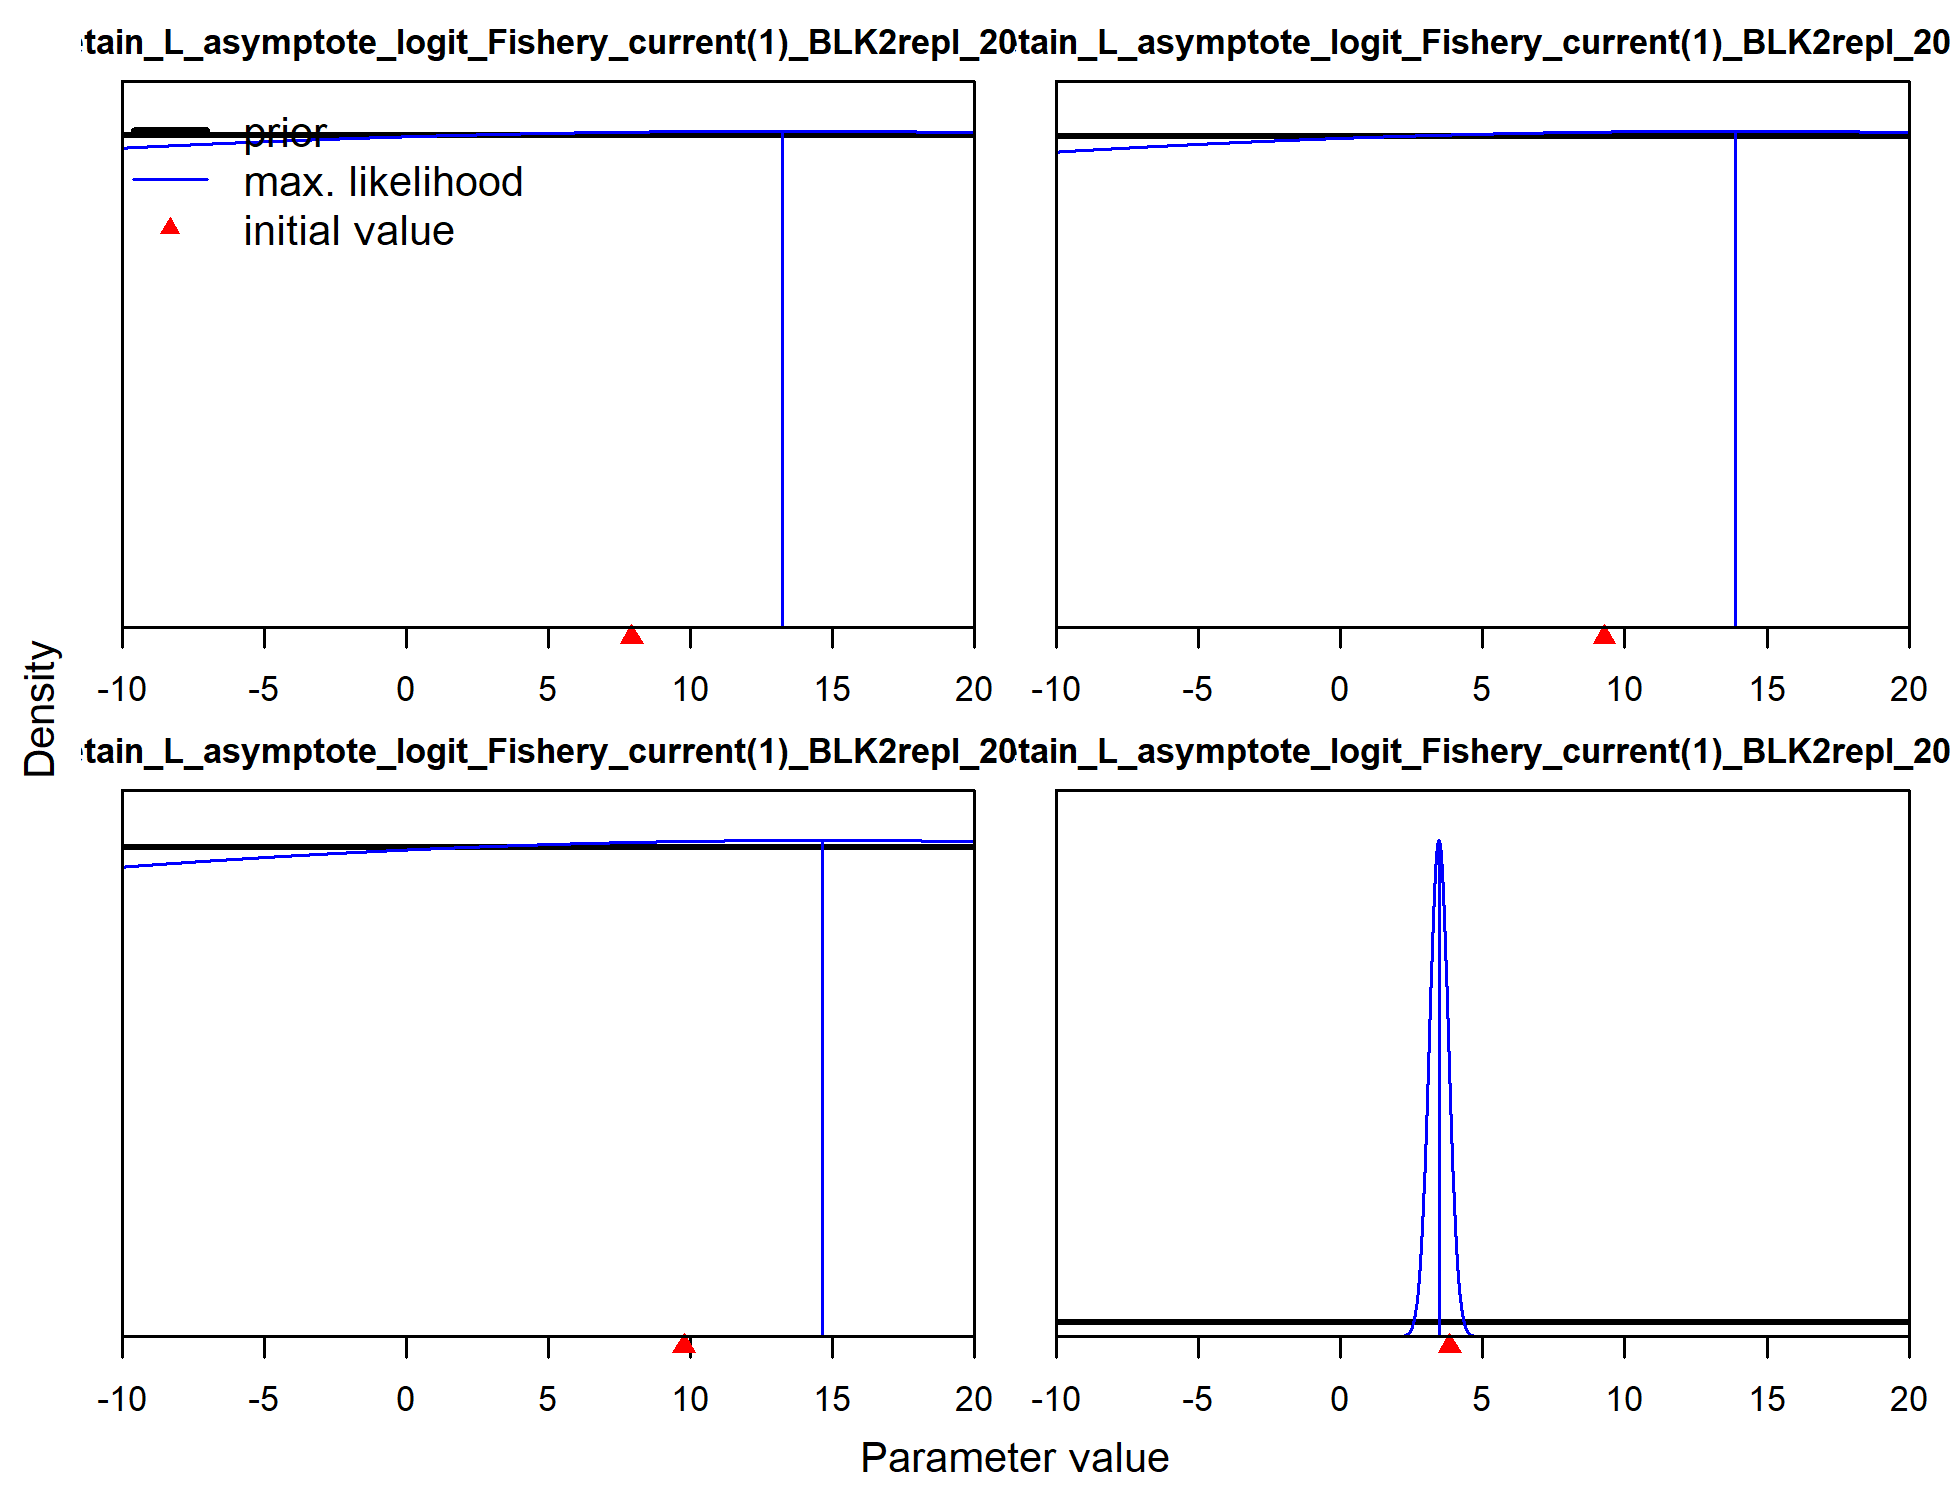 etain_L_asymptote_logit_Fishery_current(1)_BLK2repl_20
tain_L_asymptote_logit_Fishery_current(1)_BLK2repl_20
prior
max. likelihood
initial value
-10 -5 0 5 10 15 20
-10 -5 0 5 10 15 20
Density
etain_L_asymptote_logit_Fishery_current(1)_BLK2repl_20
tain_L_asymptote_logit_Fishery_current(1)_BLK2repl_20
-10 -5 0 5 10 15 20
-10 -5 0 5 10 15 20
Parameter value